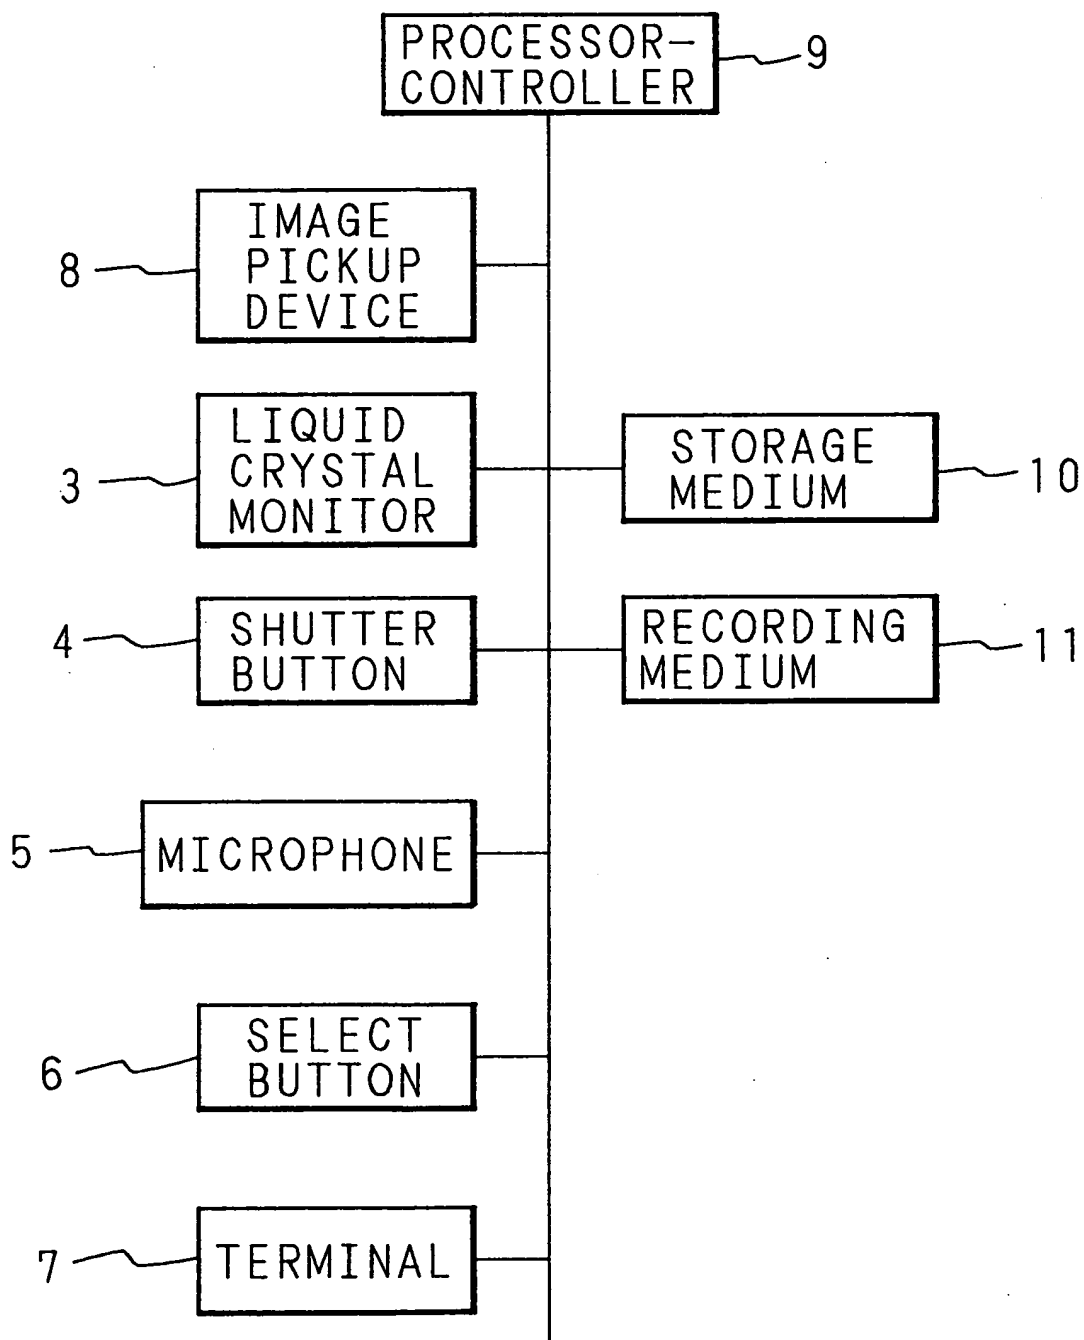 PROCESSOR-
CONTROLLER
9
IMAGE
PICKUP
DEVICE
8
LIQUID
CRYSTAL
MONITOR
3
STORAGE
MEDIUM
10
SHUTTER
BUTTON
4
RECORDING
MEDIUM
11
MICROPHONE
5
SELECT
BUTTON
6
TERMINAL
7